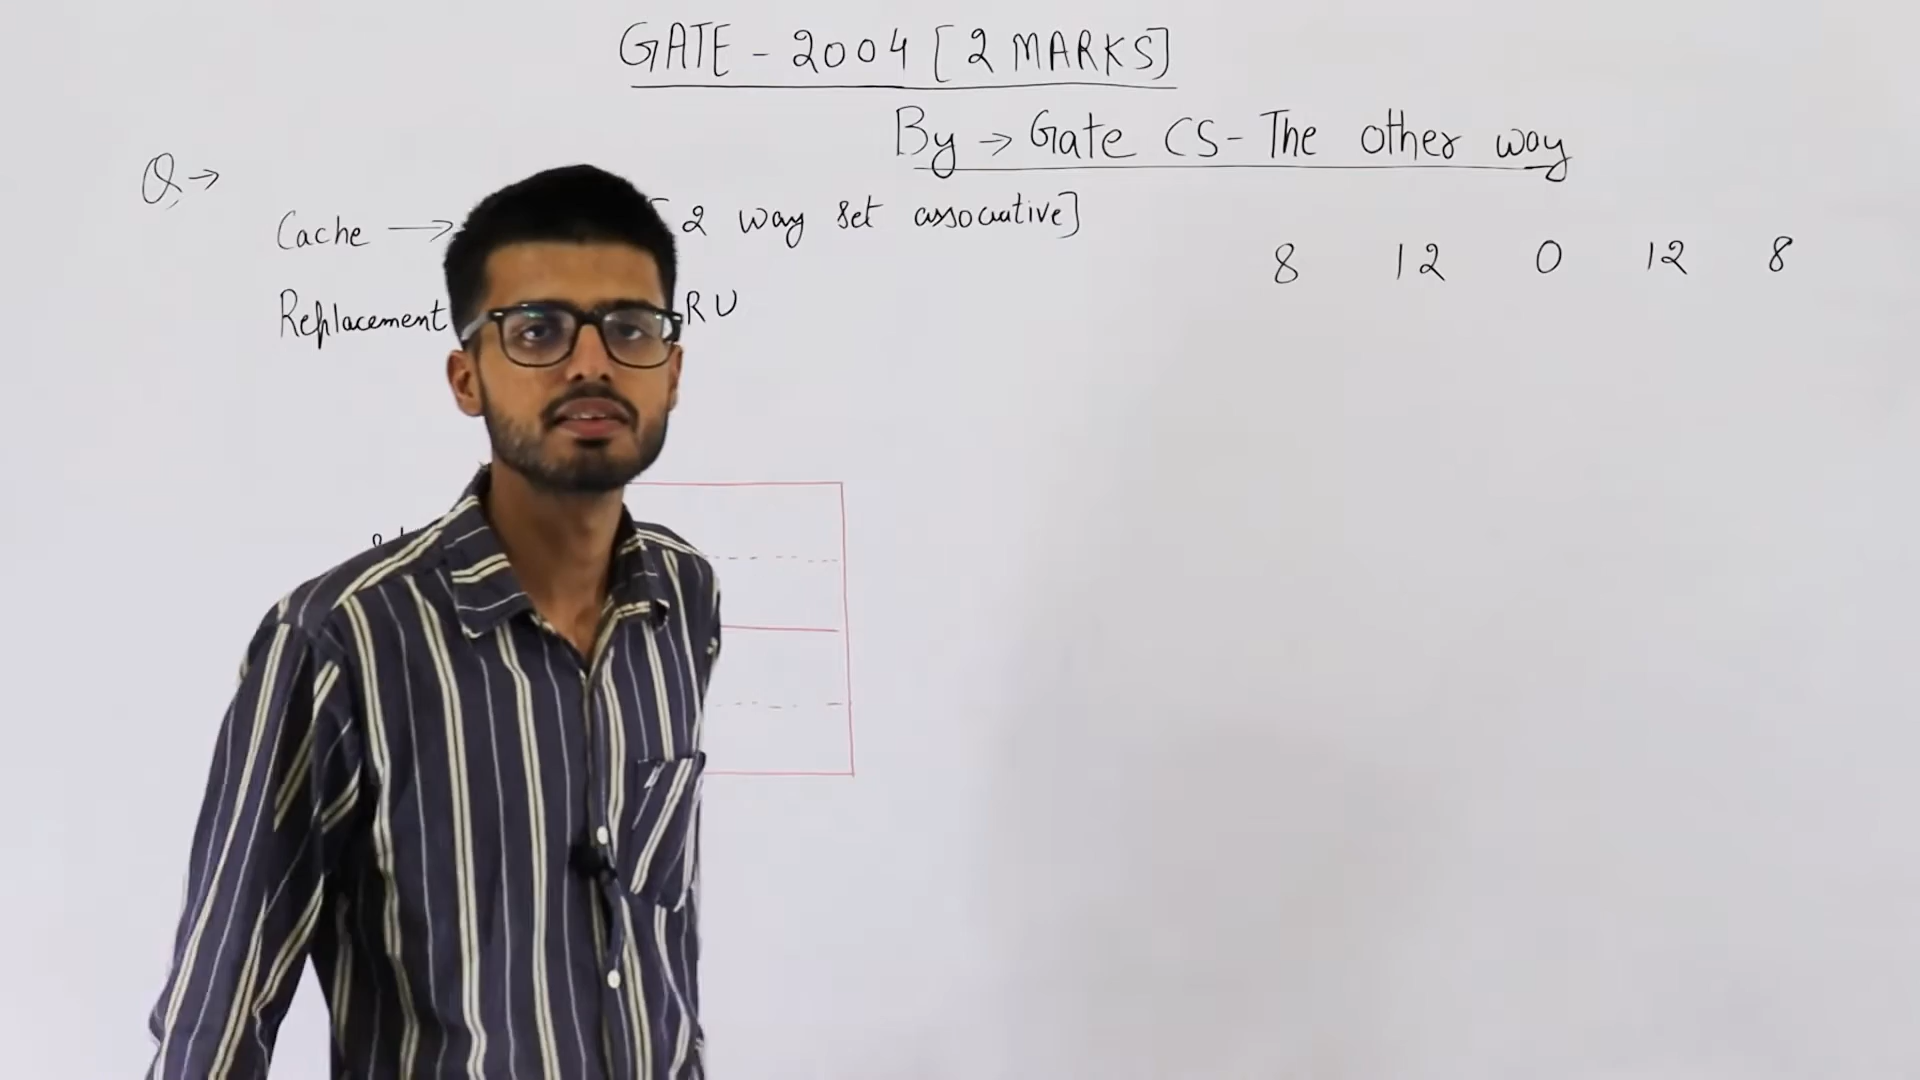 GATE - 2004 [2 MARKS]
By → Gate CS - The other way
Q →
Cache → 2 way set associative]
8 12 0 12 8
Replacement RU